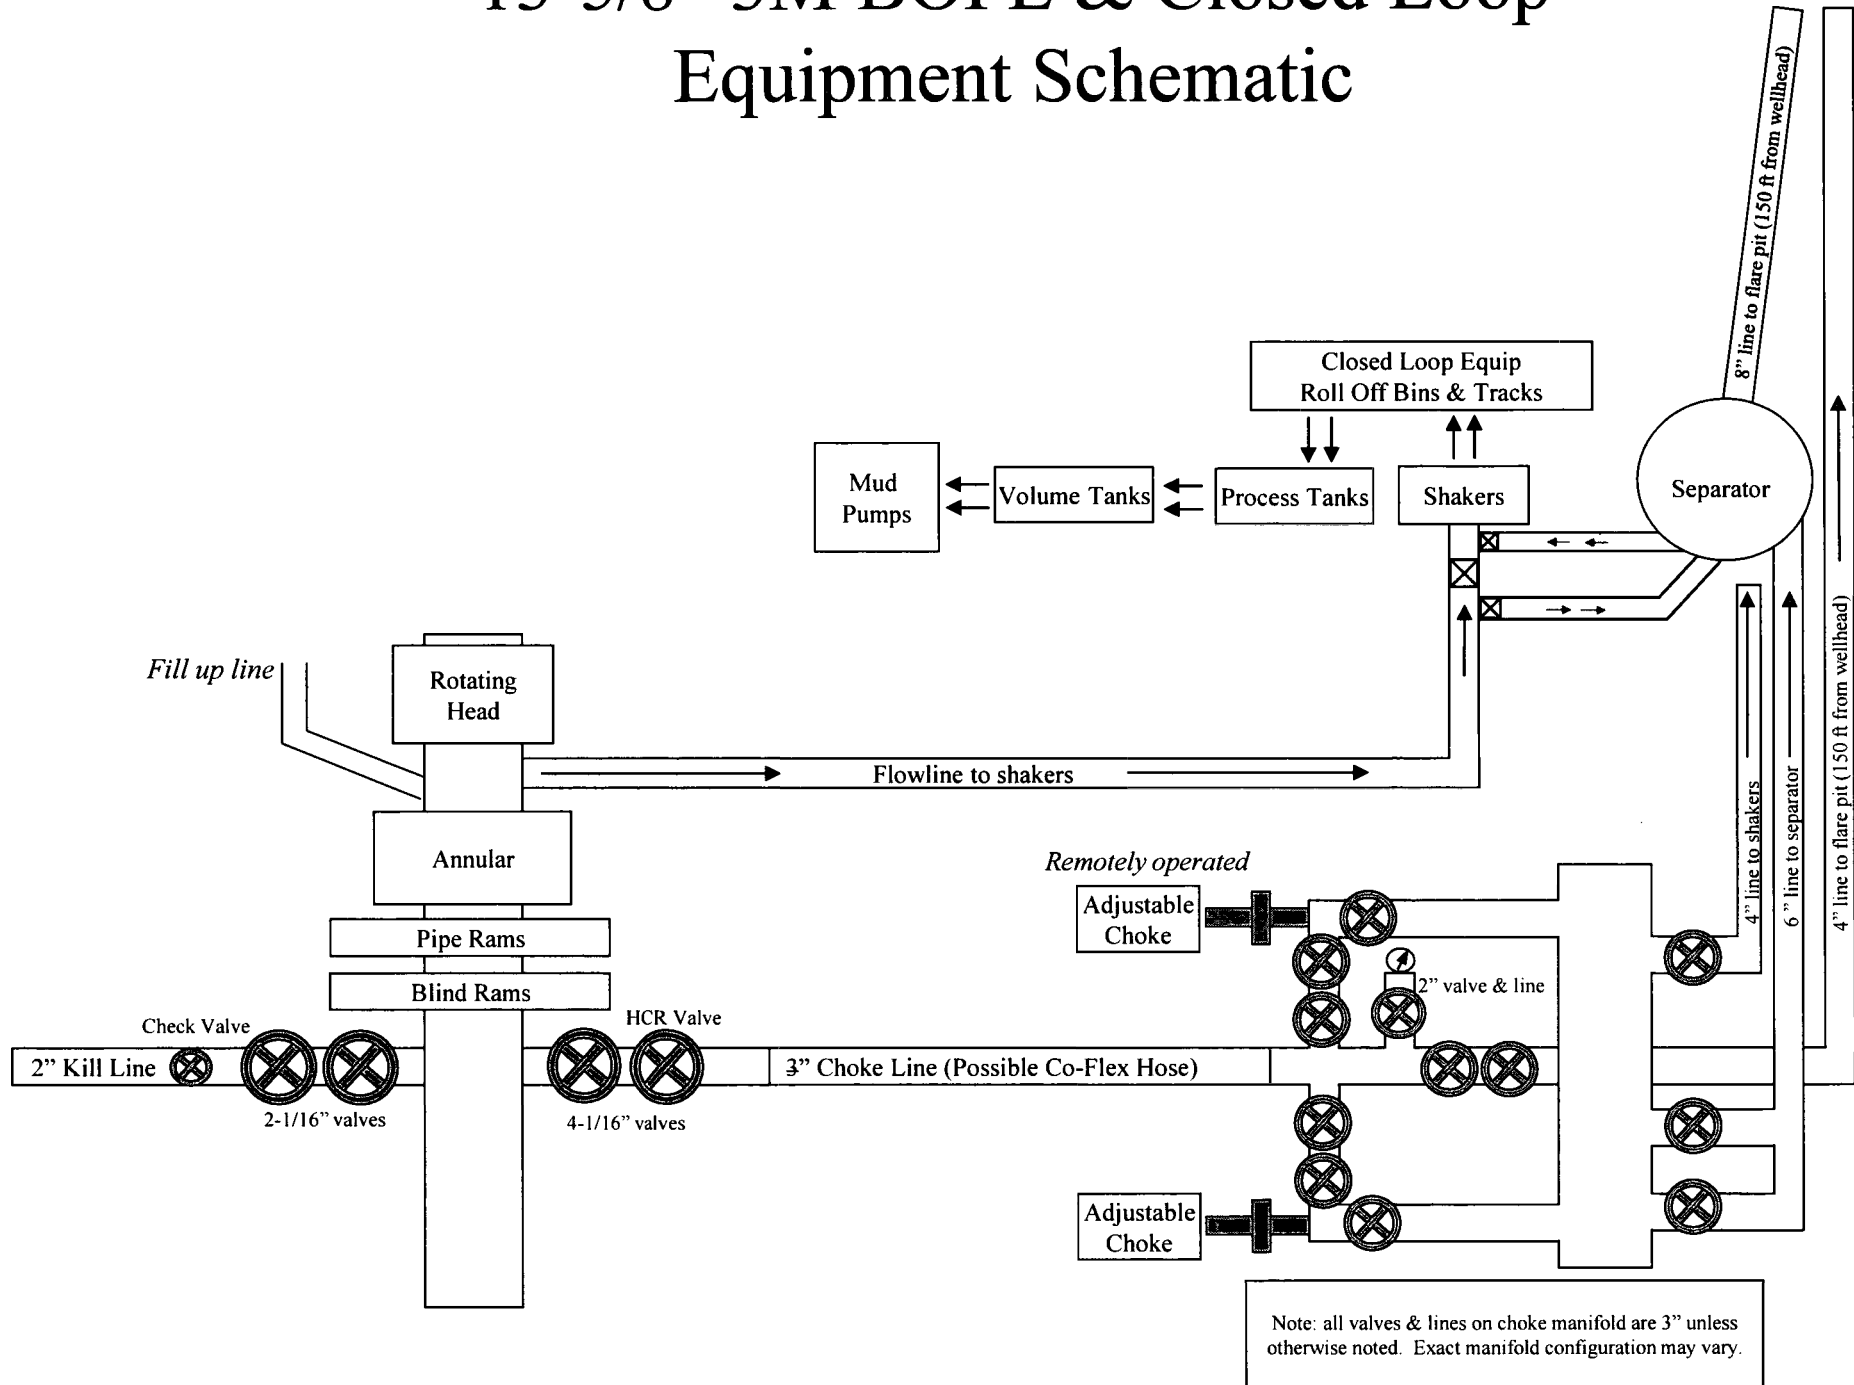 BOPE & Closed Loop
Equipment Schematic
8” line to flare pit (150 ft from wellhead)
Closed Loop Equip
Roll Off Bins & Tracks
Mud
Pumps
Volume Tanks
Process Tanks
Shakers
Separator
Fill up line
Rotating
Head
Flowline to shakers
4” line to shakers
6 ” line to separator
4” line to flare pit (150 ft from wellhead)
Annular
Remotely operated
Adjustable
Choke
Pipe Rams
Blind Rams
2” valve & line
Check Valve
HCR Valve
2” Kill Line
3” Choke Line (Possible Co-Flex Hose)
2-1/16” valves
4-1/16” valves
Adjustable
Choke
Note: all valves & lines on choke manifold are 3” unless
otherwise noted. Exact manifold configuration may vary.